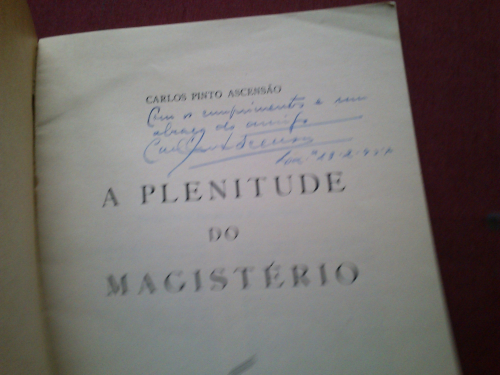 CARLOS PINTO ASCENSÃO
Com os cumprimentos e um
abraço do amigo
A PLENITUDE
DO
MAGISTÉRIO